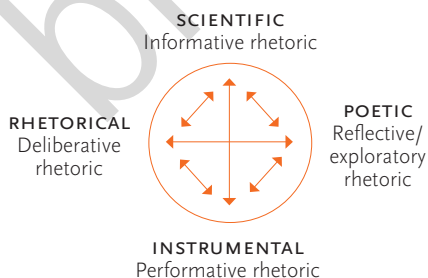 SCIENTIFIC
Informative rhetoric
RHETORICAL
Deliberative
rhetoric
POETIC
Reflective/
exploratory
rhetoric
INSTRUMENTAL
Performative rhetoric